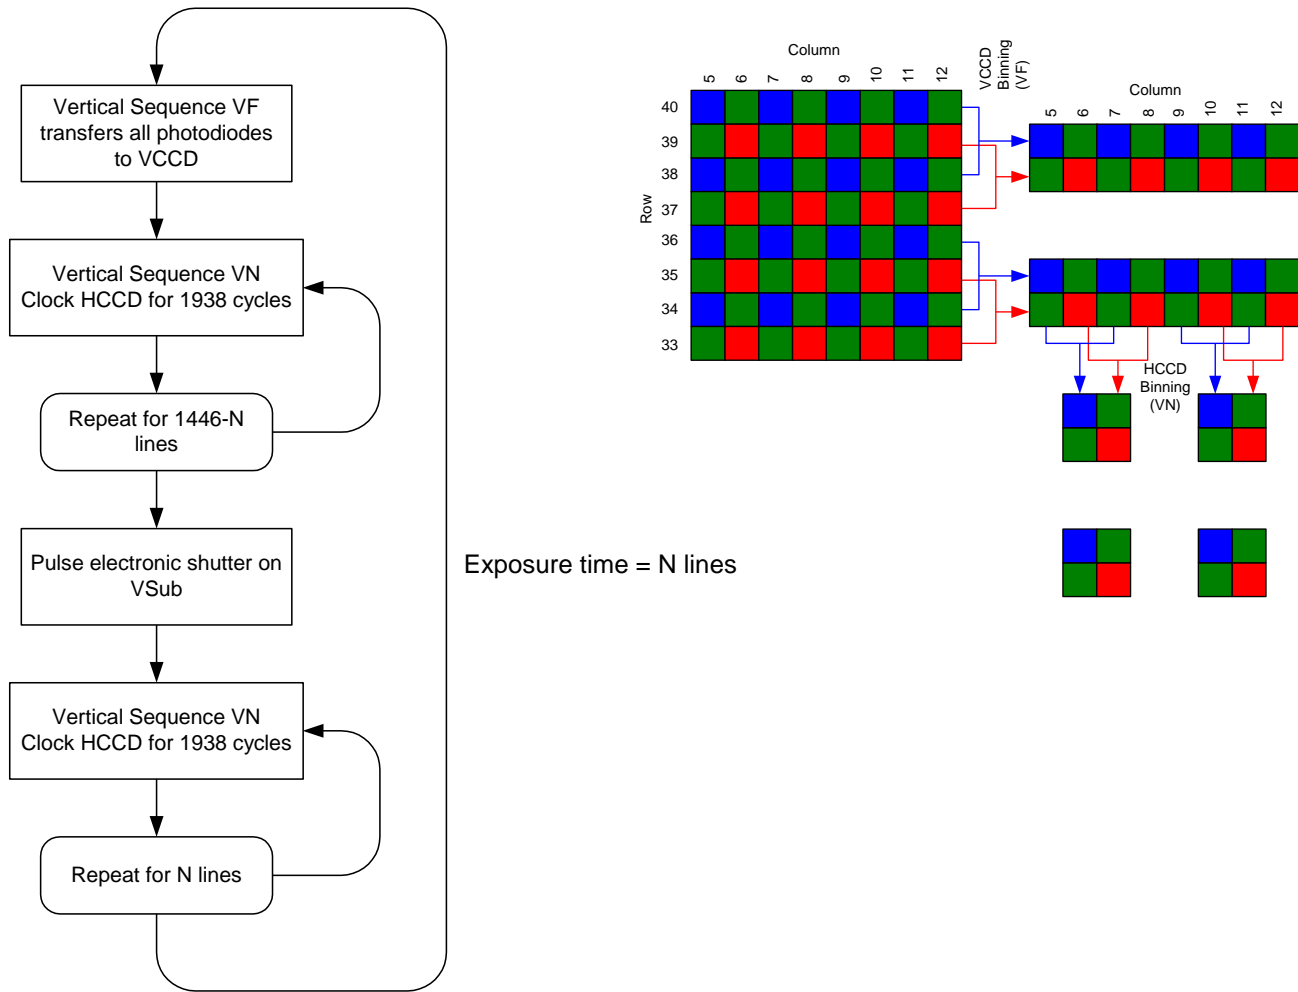 Vertical Sequence VF
transfers all photodiodes
to VCCD
Vertical Sequence VN
Clock HCCD for 1938 cycles
Repeat for 1446-N
lines
Pulse electronic shutter on
VSub
Vertical Sequence VN
Clock HCCD for 1938 cycles
Repeat for N lines
Exposure time = N lines
Column
5 6 7 8 9 10 11 12
Row
40
39
38
37
36
35
34
33
VCCD
Binning
(VF)
Column
5 6 7 8 9 10 11 12
HCCD
Binning
(VN)